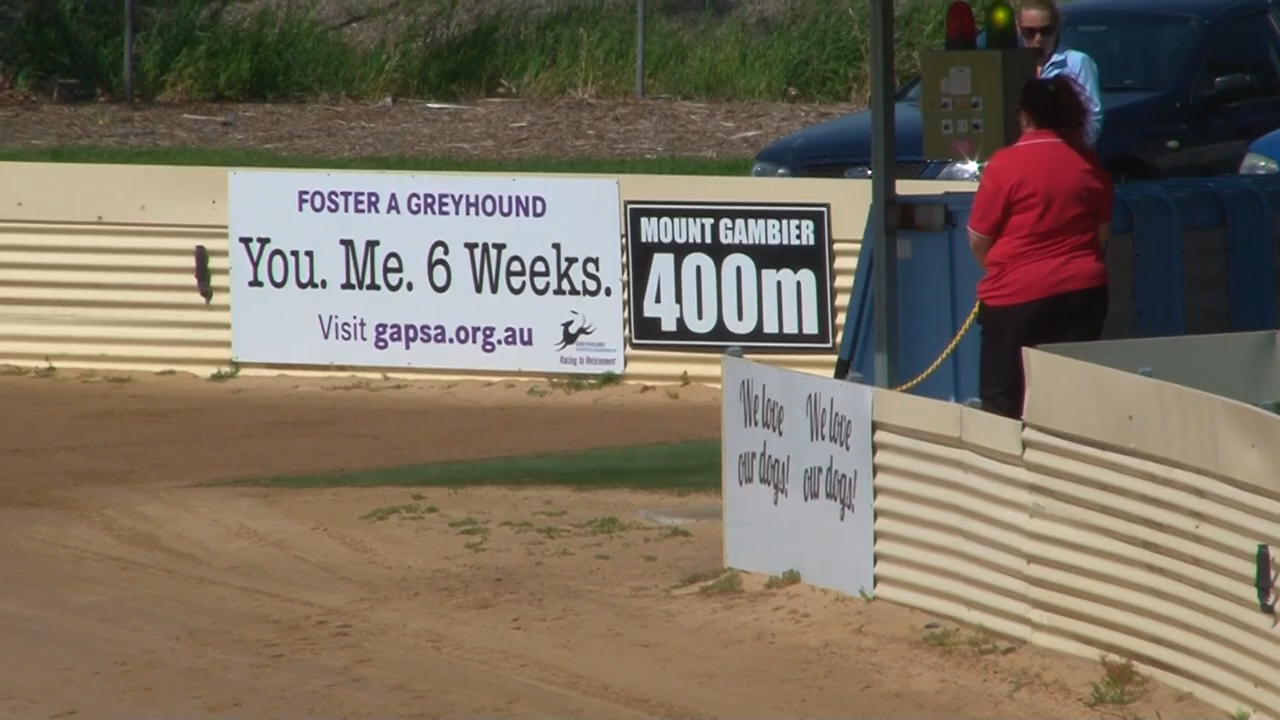 FOSTER A GREYHOUND
You. Me. 6 Weeks.
Visit gapsa.org.au
GREYHOUND
Racing to Retirement
MOUNT GAMBIER
400m
We love
our dogs!
We love
our dogs!